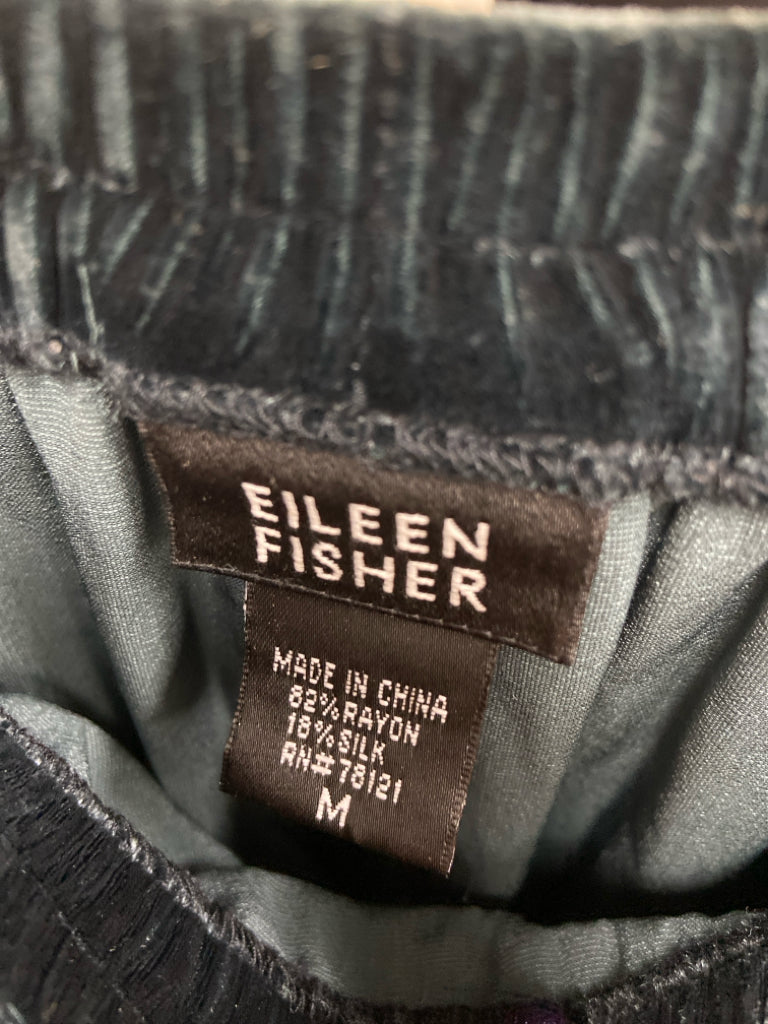 EILEEN
FISHER
MADE IN CHINA
82% RAYON
18% SILK
RN# 78121
M